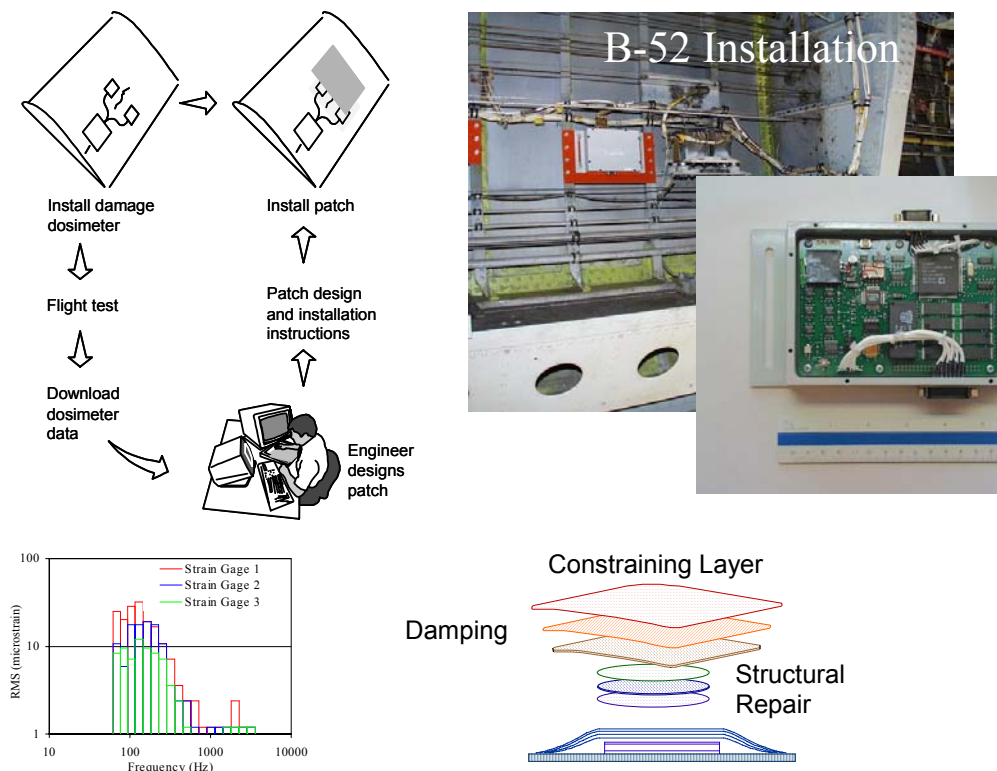 B-52 Installation
Install damage
dosimeter
Install patch
Flight test
Patch design
and installation
instructions
Download
dosimeter
data
Engineer
designs
patch
100
10
1
RMS (microstrain)
Strain Gage 1
Strain Gage 2
Strain Gage 3
10
100
1000
10000
Frequency (Hz)
Constraining Layer
Damping
Structural
Repair